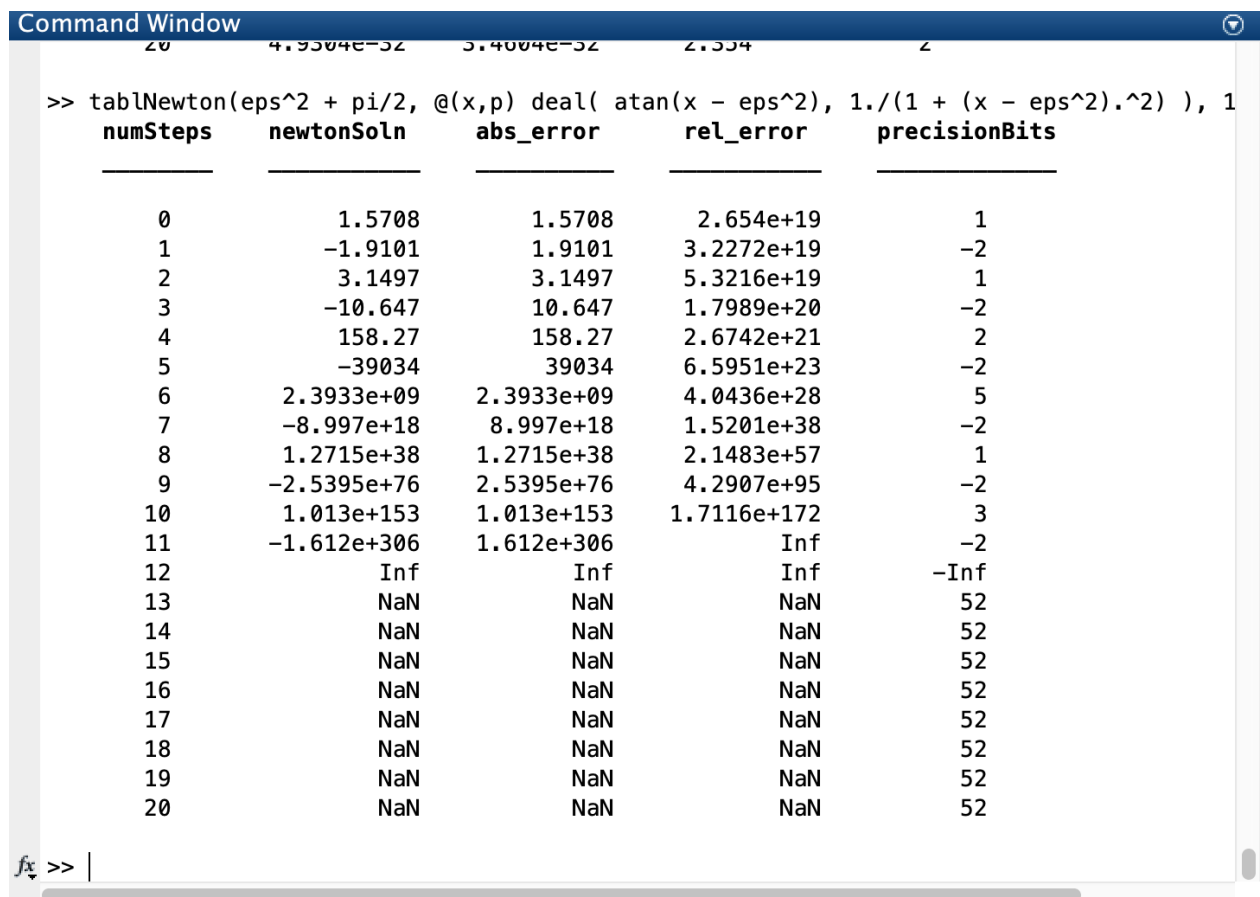 Command Window
>> tablNewton(eps^2 + pi/2, @(x,p) deal( atan(x - eps^2), 1./(1 + (x - eps^2).^2) ), 1
numSteps newtonSoln abs_error rel_error precisionBits
0 1.5708 1.5708 2.654e+19 1
1 -1.9101 1.9101 3.2272e+19 -2
2 3.1497 3.1497 5.3216e+19 1
3 -10.647 10.647 1.7989e+20 -2
4 158.27 158.27 2.6742e+21 2
5 -39034 39034 6.5951e+23 -2
6 2.3933e+09 2.3933e+09 4.0436e+28 5
7 -8.997e+18 8.997e+18 1.5201e+38 -2
8 1.2715e+38 1.2715e+38 2.1483e+57 1
9 -2.5395e+76 2.5395e+76 4.2907e+95 -2
10 1.013e+153 1.013e+153 1.7116e+172 3
11 -1.612e+306 1.612e+306 Inf -2
12 Inf Inf Inf -Inf
13 NaN NaN NaN 52
14 NaN NaN NaN 52
15 NaN NaN NaN 52
16 NaN NaN NaN 52
17 NaN NaN NaN 52
18 NaN NaN NaN 52
19 NaN NaN NaN 52
20 NaN NaN NaN 52
fx >>